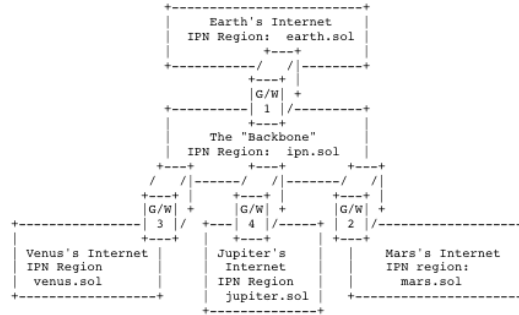 Earth's Internet
IPN Region: earth.sol
G/W
1
The "Backbone"
IPN Region: ipn.sol
G/W G/W G/W
3 4 2
Venus's Internet Jupiter's Mars's Internet
IPN Region Internet IPN region:
venus.sol IPN Region mars.sol
jupiter.sol